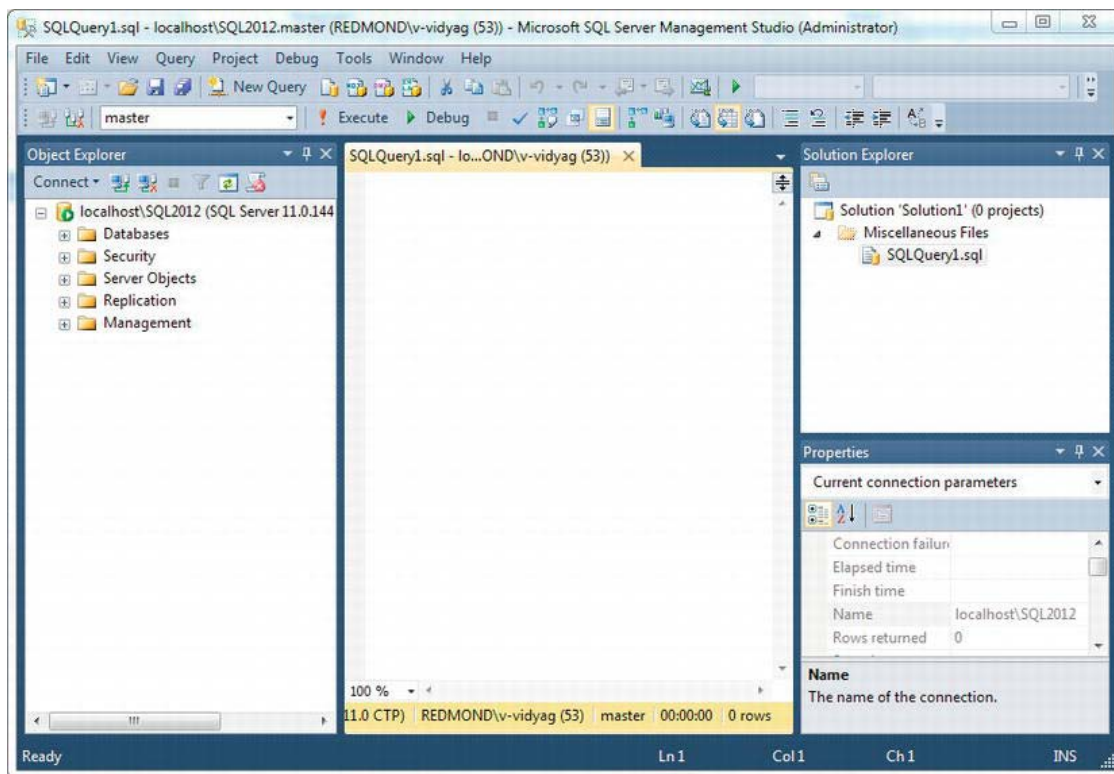 SQLQuery1.sql - localhost\SQL2012.master (REDMOND\v-vidyag (53)) - Microsoft SQL Server Management Studio (Administrator)
File Edit View Query Project Debug Tools Window Help
New Query
master
Execute Debug
Object Explorer
Connect
localhost\SQL2012 (SQL Server 11.0.144
Databases
Security
Server Objects
Replication
Management
SQLQuery1.sql - lo...OND\v-vidyag (53))
100 %
11.0 CTP) REDMOND\v-vidyag (53) master 00:00:00 0 rows
Solution Explorer
Solution 'Solution1' (0 projects)
Miscellaneous Files
SQLQuery1.sql
Properties
Current connection parameters
Connection failur
Elapsed time
Finish time
Name localhost\SQL2012
Rows returned 0
Name
The name of the connection.
Ready Ln 1 Col 1 Ch 1 INS